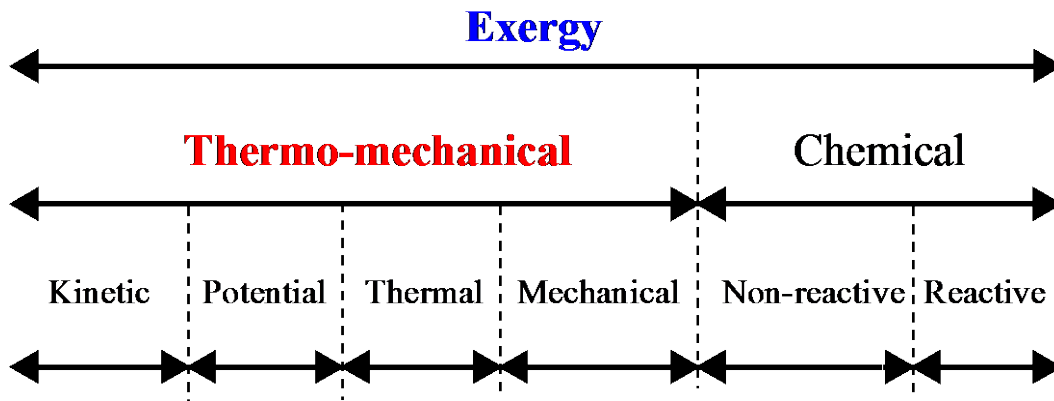 Exergy
Thermo-mechanical Chemical
Kinetic Potential Thermal Mechanical Non-reactive Reactive